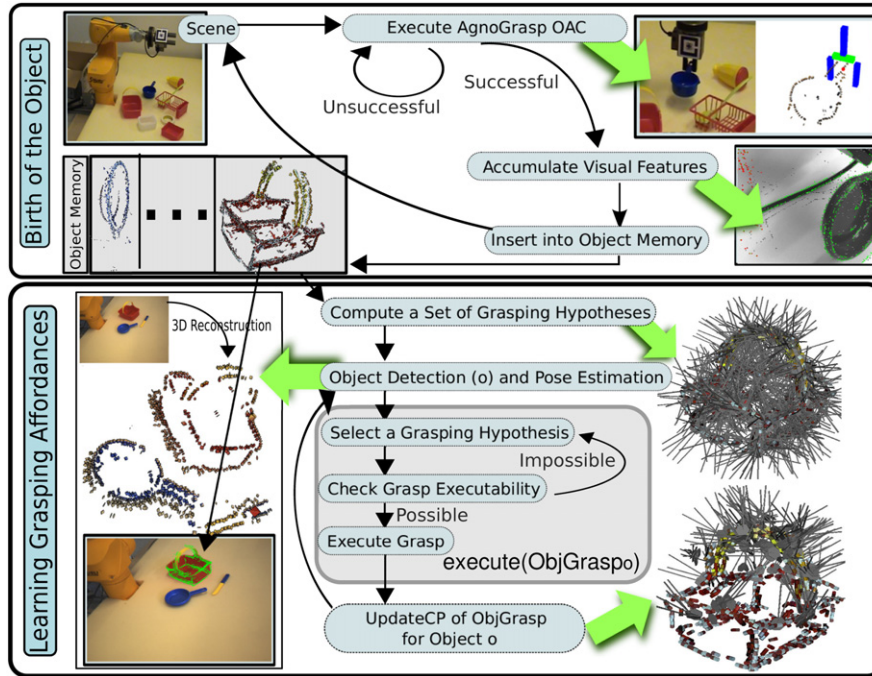 Birth of the Object
Scene
Execute AgnoGrasp OAC
Unsuccessful
Successful
Accumulate Visual Features
Object Memory
Insert into Object Memory
Learning Grasping Affordances
3D Reconstruction
Compute a Set of Grasping Hypotheses
Object Detection (o) and Pose Estimation
Select a Grasping Hypothesis
Impossible
Check Grasp Executability
Possible
Execute Grasp
execute(ObjGraspo)
UpdateCP of ObjGrasp
for Object o